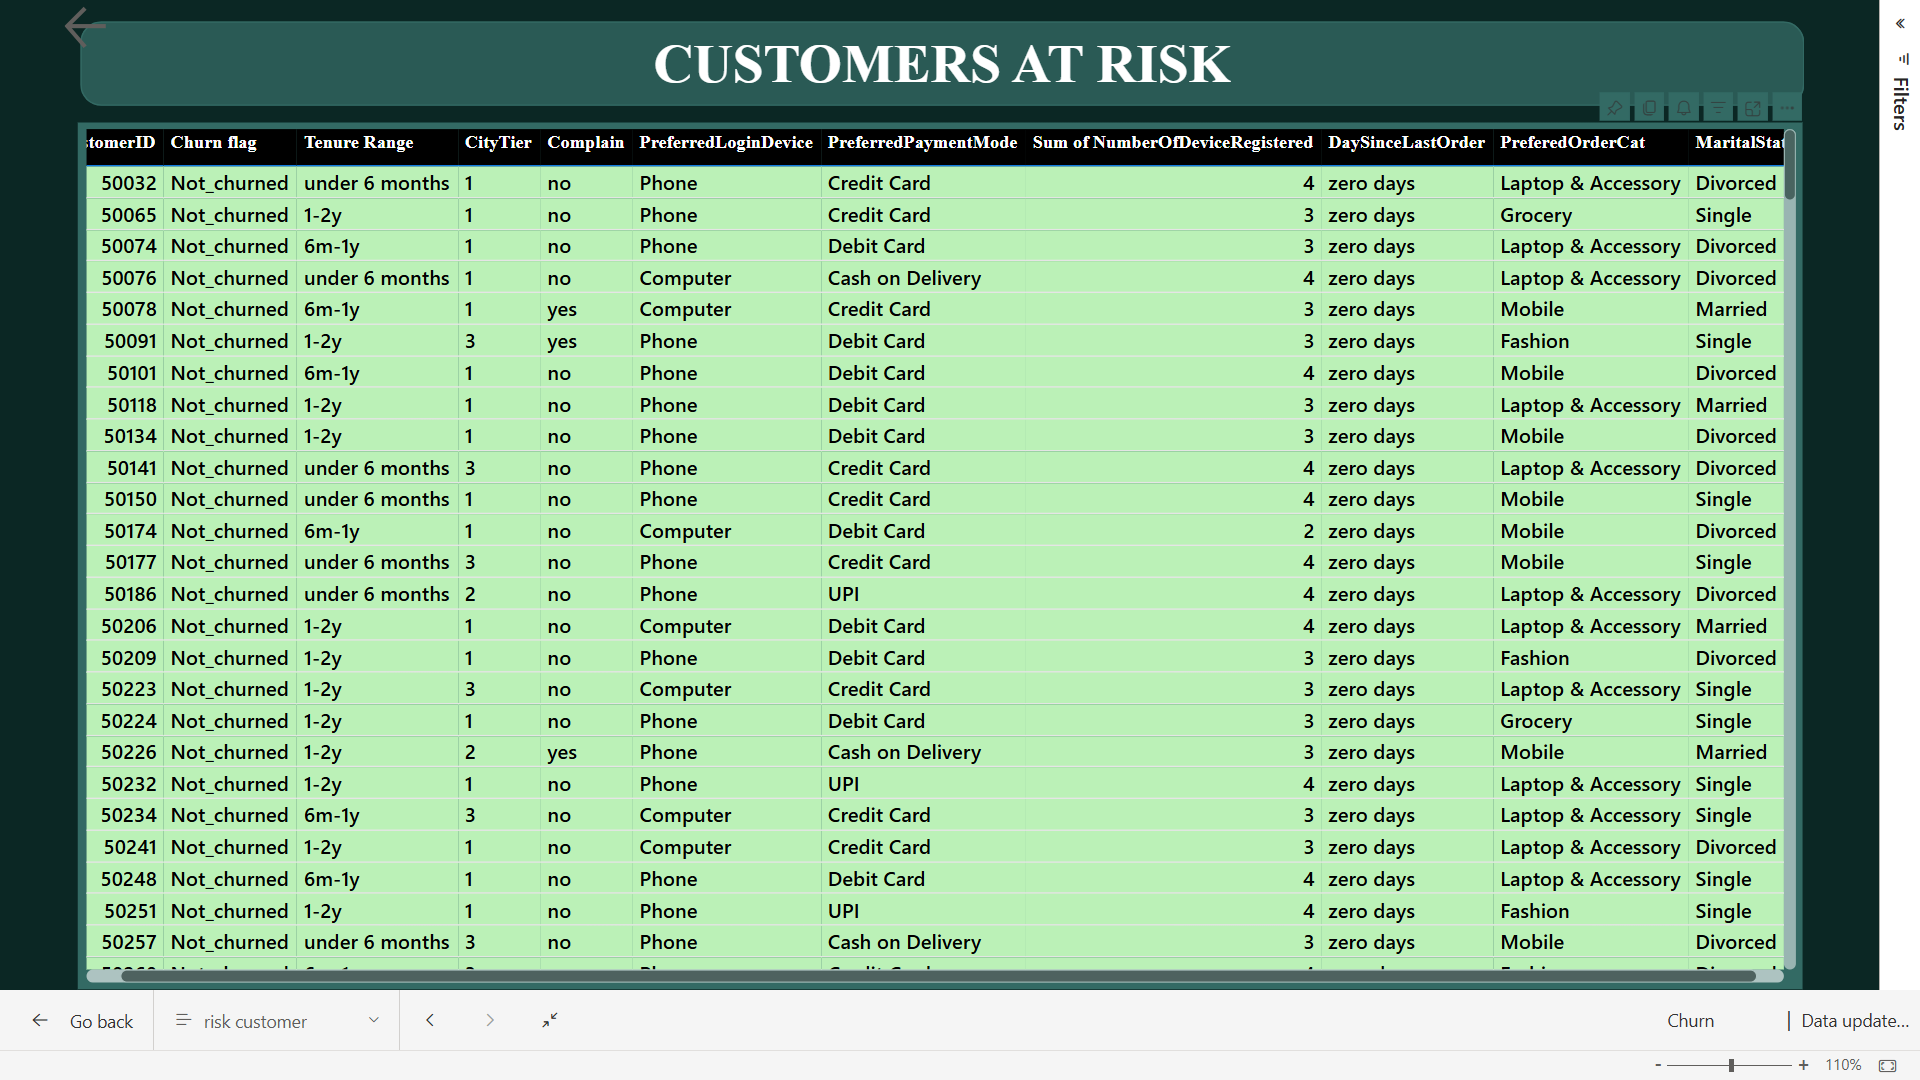 CUSTOMERS AT RISK
Filters
stomerID Churn flag Tenure Range CityTier Complain PreferredLoginDevice PreferredPaymentMode Sum of NumberOfDeviceRegistered DaySinceLastOrder PreferedOrderCat MaritalStat
50032 Not_churned under 6 months 1 no Phone Credit Card 4 zero days Laptop & Accessory Divorced
50065 Not_churned 1-2y 1 no Phone Credit Card 3 zero days Grocery Single
50074 Not_churned 6m-1y 1 no Phone Debit Card 3 zero days Laptop & Accessory Divorced
50076 Not_churned under 6 months 1 no Computer Cash on Delivery 4 zero days Laptop & Accessory Divorced
50078 Not_churned 6m-1y 1 yes Computer Credit Card 3 zero days Mobile Married
50091 Not_churned 1-2y 3 yes Phone Debit Card 3 zero days Fashion Single
50101 Not_churned 6m-1y 1 no Phone Debit Card 4 zero days Mobile Divorced
50118 Not_churned 1-2y 1 no Phone Debit Card 3 zero days Laptop & Accessory Married
50134 Not_churned 1-2y 1 no Phone Debit Card 3 zero days Mobile Divorced
50141 Not_churned under 6 months 3 no Phone Credit Card 4 zero days Laptop & Accessory Divorced
50150 Not_churned under 6 months 1 no Phone Credit Card 4 zero days Mobile Single
50174 Not_churned 6m-1y 1 no Computer Debit Card 2 zero days Mobile Divorced
50177 Not_churned under 6 months 3 no Phone Credit Card 4 zero days Mobile Single
50186 Not_churned under 6 months 2 no Phone UPI 4 zero days Laptop & Accessory Divorced
50206 Not_churned 1-2y 1 no Computer Debit Card 4 zero days Laptop & Accessory Married
50209 Not_churned 1-2y 1 no Phone Debit Card 3 zero days Fashion Divorced
50223 Not_churned 1-2y 3 no Computer Credit Card 3 zero days Laptop & Accessory Single
50224 Not_churned 1-2y 1 no Phone Debit Card 3 zero days Grocery Single
50226 Not_churned 1-2y 2 yes Phone Cash on Delivery 3 zero days Mobile Married
50232 Not_churned 1-2y 1 no Phone UPI 4 zero days Laptop & Accessory Single
50234 Not_churned 6m-1y 3 no Computer Credit Card 3 zero days Laptop & Accessory Single
50241 Not_churned 1-2y 1 no Computer Credit Card 3 zero days Laptop & Accessory Divorced
50248 Not_churned 6m-1y 1 no Phone Debit Card 4 zero days Laptop & Accessory Single
50251 Not_churned 1-2y 1 no Phone UPI 4 zero days Fashion Single
50257 Not_churned under 6 months 3 no Phone Cash on Delivery 3 zero days Mobile Divorced
Go back risk customer Churn | Data update...
- + 110%